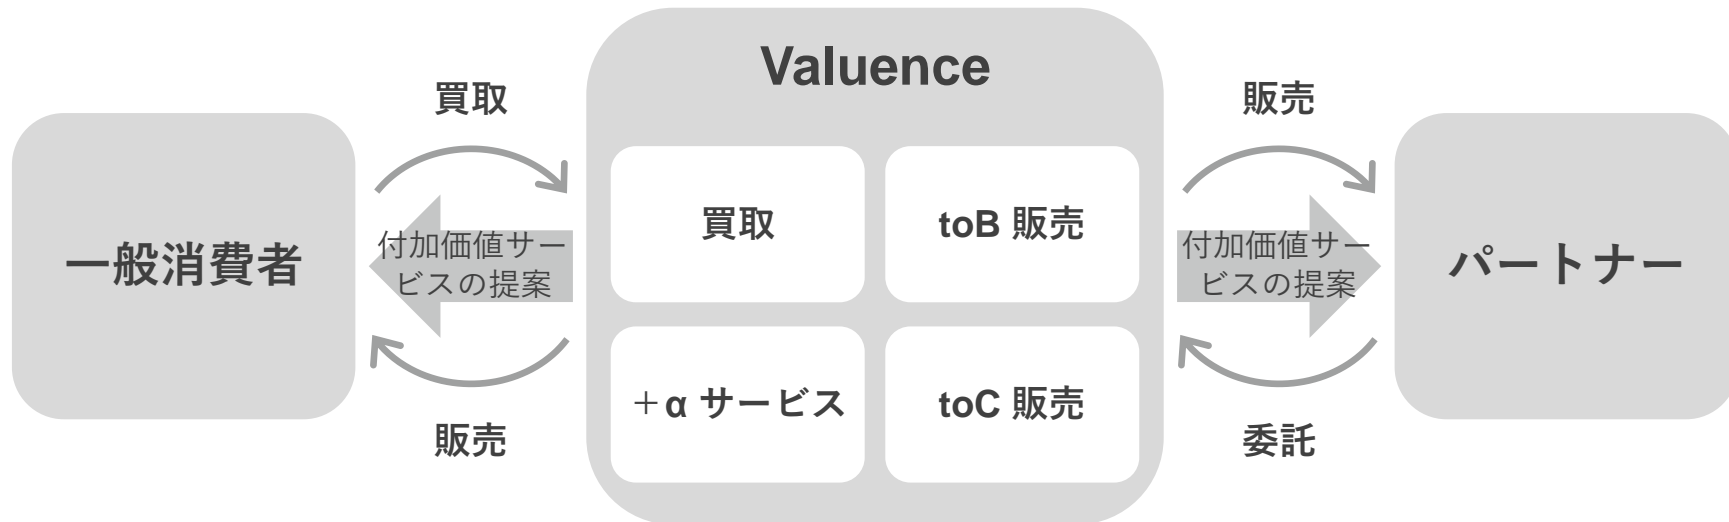 Valuence
買取
販売
一般消費者
付加価値サー
ビスの提案
買取
toB 販売
付加価値サー
ビスの提案
パートナー
＋α サービス
toC 販売
販売
委託